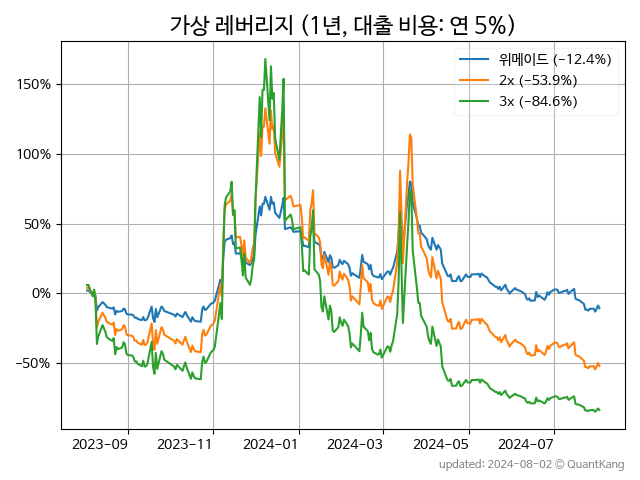 가상 레버리지 (1년, 대출 비용: 연 5%)
위메이드 (−12.4%)
2x (−53.9%)
3x (−84.6%)
150%
100%
50%
0%
−50%
2023-09 2023-11 2024-01 2024-03 2024-05 2024-07
updated: 2024-08-02 © QuantKang